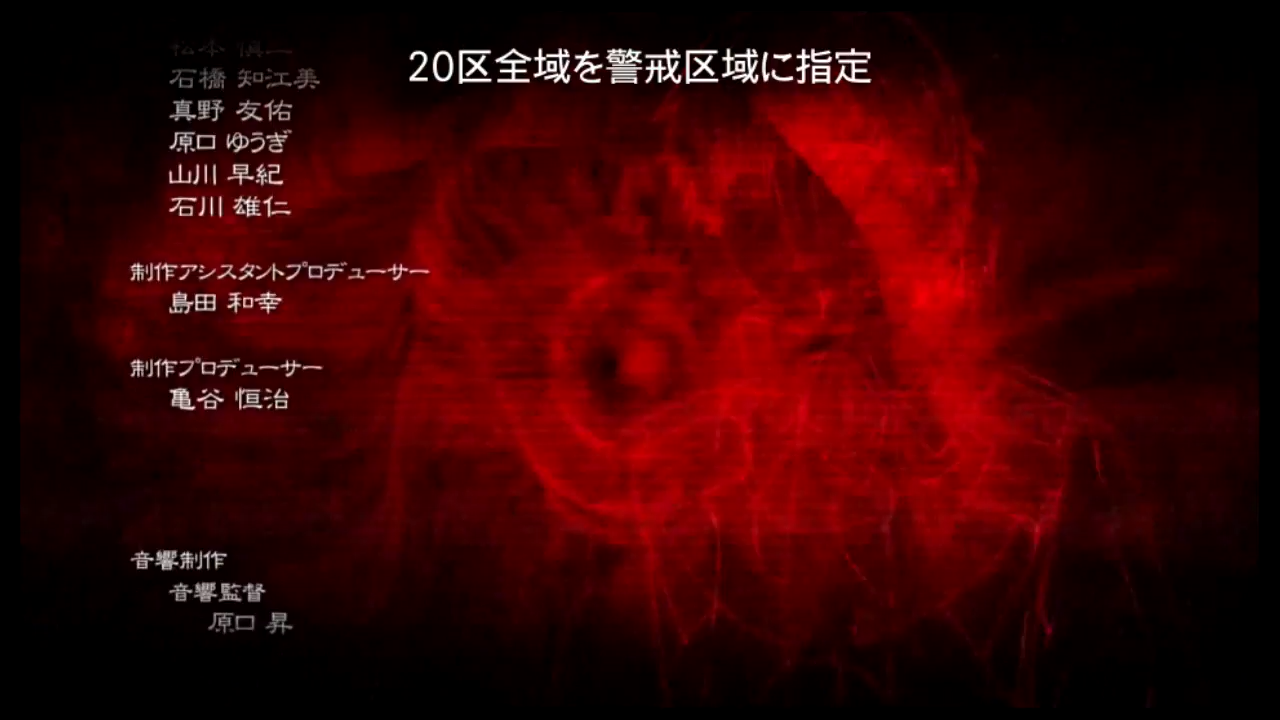 20区全域を警戒区域に指定
石橋 知江美
真野 友佑
原口 ゆうぎ
山川 早紀
石川 雄仁
制作アシスタントプロデューサー
島田 和幸
制作プロデューサー
亀谷 恒治
音響制作
音響監督
原口 昇